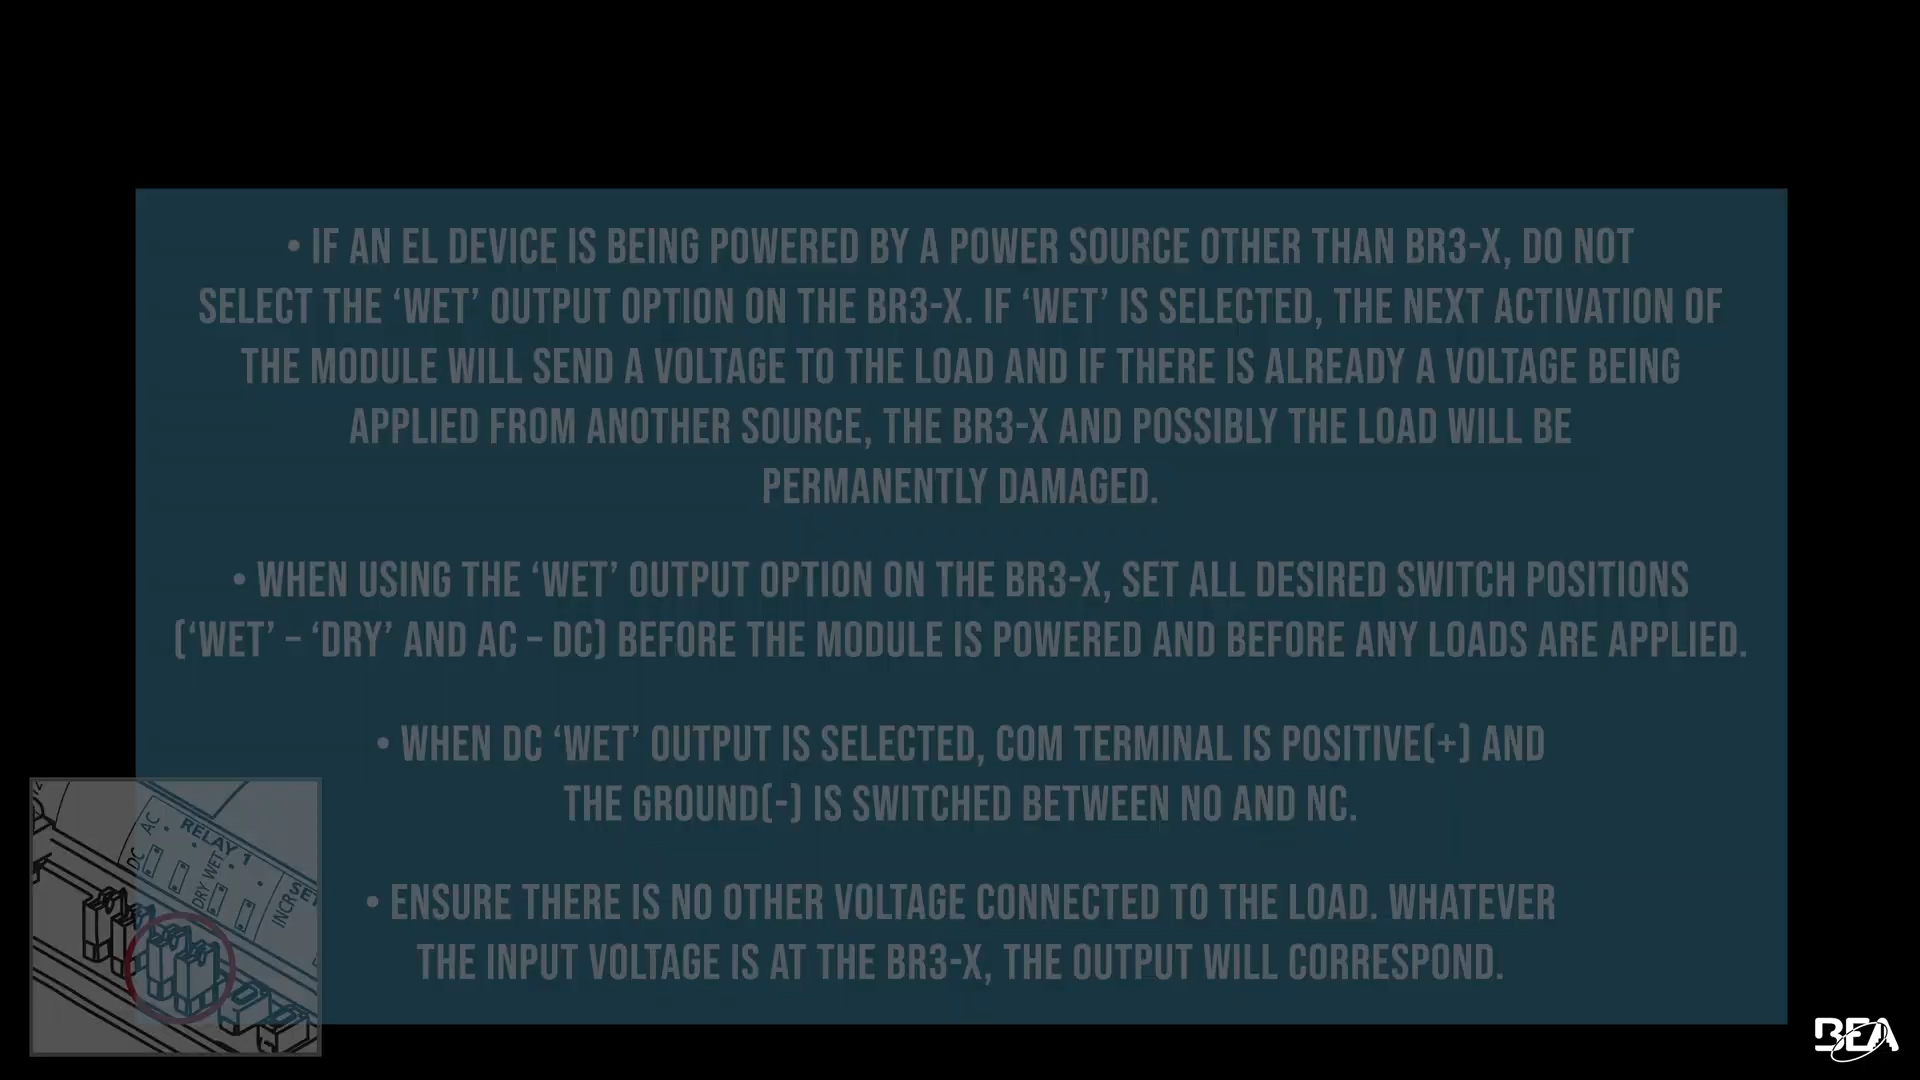 • IF AN EL DEVICE IS BEING POWERED BY A POWER SOURCE OTHER THAN BR3-X, DO NOT
SELECT THE ‘WET’ OUTPUT OPTION ON THE BR3-X. IF ‘WET’ IS SELECTED, THE NEXT ACTIVATION OF
THE MODULE WILL SEND A VOLTAGE TO THE LOAD AND IF THERE IS ALREADY A VOLTAGE BEING
APPLIED FROM ANOTHER SOURCE, THE BR3-X AND POSSIBLY THE LOAD WILL BE
PERMANENTLY DAMAGED.
• WHEN USING THE ‘WET’ OUTPUT OPTION ON THE BR3-X, SET ALL DESIRED SWITCH POSITIONS
(‘WET’ – ‘DRY’ AND AC – DC) BEFORE THE MODULE IS POWERED AND BEFORE ANY LOADS ARE APPLIED.
• WHEN DC ‘WET’ OUTPUT IS SELECTED, COM TERMINAL IS POSITIVE(+) AND
THE GROUND(-) IS SWITCHED BETWEEN NO AND NC.
• ENSURE THERE IS NO OTHER VOLTAGE CONNECTED TO THE LOAD. WHATEVER
THE INPUT VOLTAGE IS AT THE BR3-X, THE OUTPUT WILL CORRESPOND.
AC
RELAY 1
DC
WET
DRY
INCR
BEA